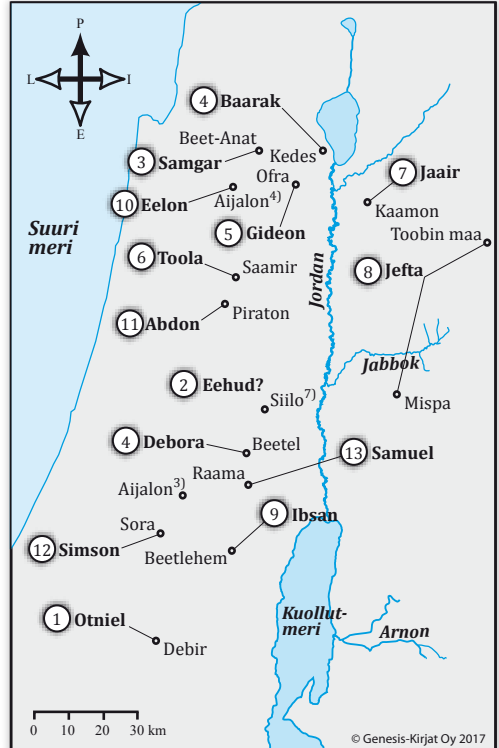 P
L
I
E
4 Baarak
Beet-Anat
Kedes
3 Samgar
Ofra
7 Jaair
10 Eelon
Aijalon4)
Kaamon
Suuri
meri
5 Gideon
Toobin maa
6 Toola
Saamir
Jordan
8 Jefta
11 Abdon
Piraton
Jabbok
2 Eehud?
Siilo7)
Mispa
4 Debora
Beetel
13 Samuel
Raama
Aijalon3)
9 Ibsan
Sora
12 Simson
Beetlehem
1 Otniel
Kuollut-
meri
Arnon
Debir
0 10 20 30 km
© Genesis-Kirjat Oy 2017